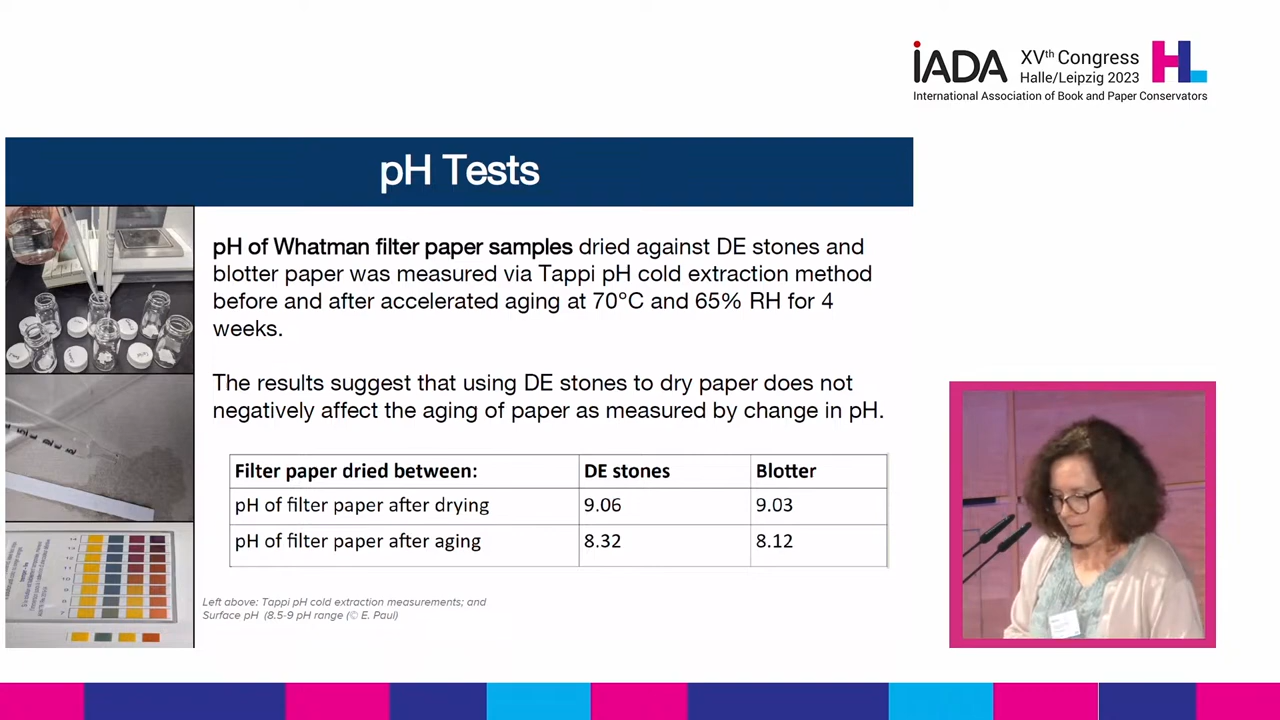 iADA
XVth Congress
Halle/Leipzig 2023
HL
International Association of Book and Paper Conservators
pH Tests
pH of Whatman filter paper samples dried against DE stones and
blotter paper was measured via Tappi pH cold extraction method
before and after accelerated aging at 70°C and 65% RH for 4
weeks.
The results suggest that using DE stones to dry paper does not
negatively affect the aging of paper as measured by change in pH.
Filter paper dried between: DE stones Blotter
pH of filter paper after drying 9.06 9.03
pH of filter paper after aging 8.32 8.12
Left above: Tappi pH cold extraction measurements; and
Surface pH (8.5-9 pH range (© E. Paul)